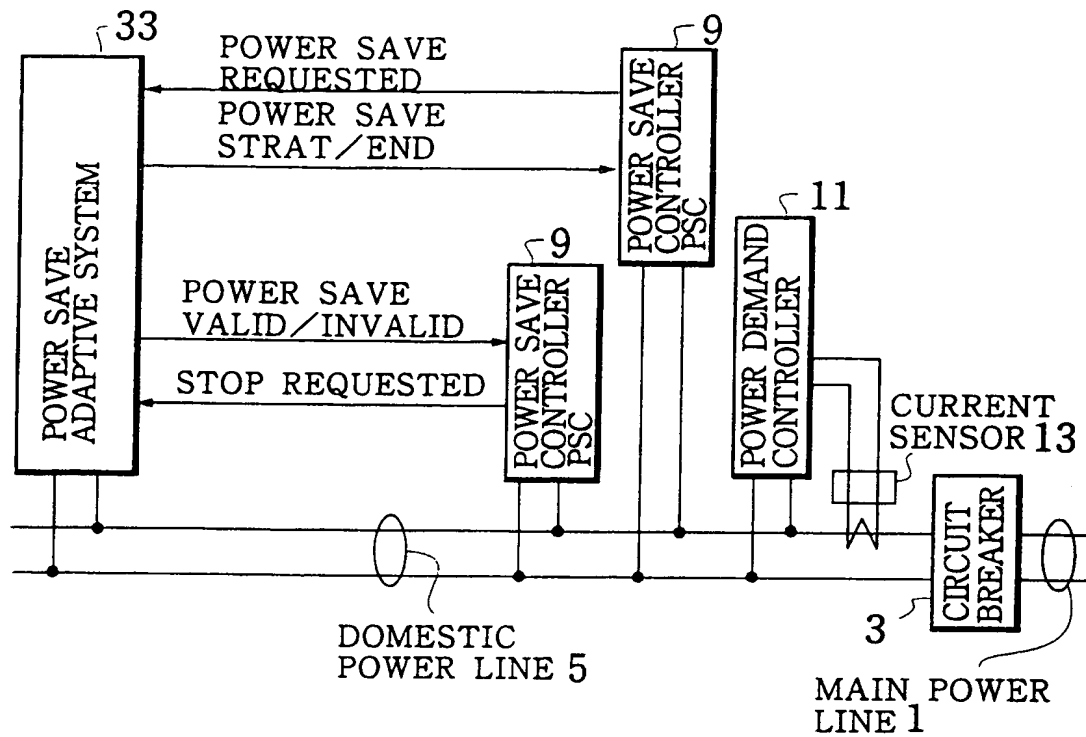 33
POWER SAVE
REQUESTED
POWER SAVE
STRAT/END
POWER SAVE
ADAPTIVE SYSTEM
9
POWER SAVE
CONTROLLER
PSC
POWER SAVE
VALID/INVALID
STOP REQUESTED
9
POWER SAVE
CONTROLLER
PSC
11
POWER DEMAND
CONTROLLER
CURRENT
SENSOR 13
CIRCUIT
BREAKER
3
DOMESTIC
POWER LINE 5
MAIN POWER
LINE 1